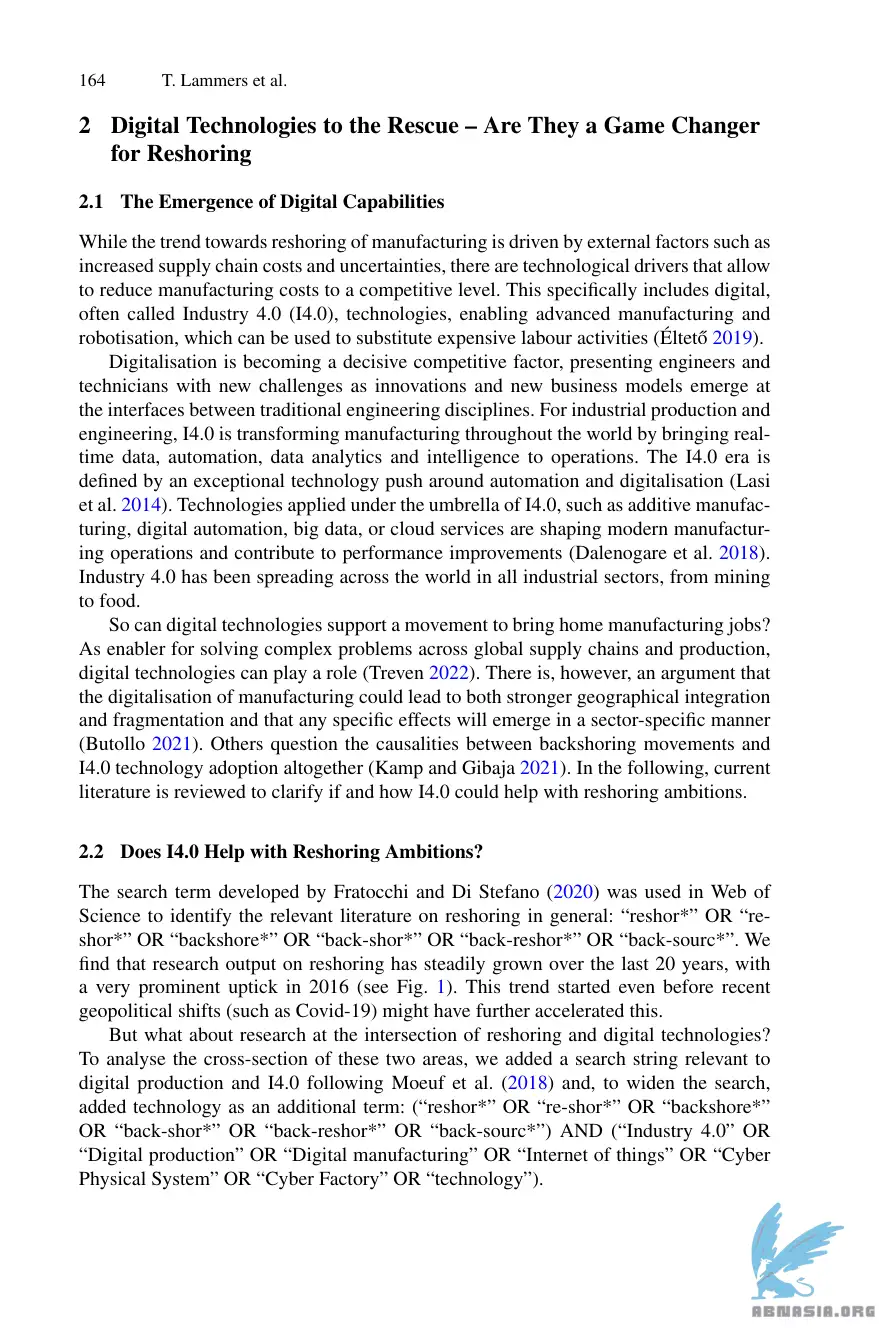 164 T. Lammers et al.
2 Digital Technologies to the Rescue – Are They a Game Changer
for Reshoring
2.1 The Emergence of Digital Capabilities
While the trend towards reshoring of manufacturing is driven by external factors such as
increased supply chain costs and uncertainties, there are technological drivers that allow
to reduce manufacturing costs to a competitive level. This specifically includes digital,
often called Industry 4.0 (I4.0), technologies, enabling advanced manufacturing and
robotisation, which can be used to substitute expensive labour activities (Éltető 2019).
Digitalisation is becoming a decisive competitive factor, presenting engineers and
technicians with new challenges as innovations and new business models emerge at
the interfaces between traditional engineering disciplines. For industrial production and
engineering, I4.0 is transforming manufacturing throughout the world by bringing real-
time data, automation, data analytics and intelligence to operations. The I4.0 era is
defined by an exceptional technology push around automation and digitalisation (Lasi
et al. 2014). Technologies applied under the umbrella of I4.0, such as additive manufac-
turing, digital automation, big data, or cloud services are shaping modern manufactur-
ing operations and contribute to performance improvements (Dalenogare et al. 2018).
Industry 4.0 has been spreading across the world in all industrial sectors, from mining
to food.
So can digital technologies support a movement to bring home manufacturing jobs?
As enabler for solving complex problems across global supply chains and production,
digital technologies can play a role (Treven 2022). There is, however, an argument that
the digitalisation of manufacturing could lead to both stronger geographical integration
and fragmentation and that any specific effects will emerge in a sector-specific manner
(Butollo 2021). Others question the causalities between backshoring movements and
I4.0 technology adoption altogether (Kamp and Gibaja 2021). In the following, current
literature is reviewed to clarify if and how I4.0 could help with reshoring ambitions.
2.2 Does I4.0 Help with Reshoring Ambitions?
The search term developed by Fratocchi and Di Stefano (2020) was used in Web of
Science to identify the relevant literature on reshoring in general: “reshor*” OR “re-
shor*” OR “backshore*” OR “back-shor*” OR “back-reshor*” OR “back-sourc*”. We
find that research output on reshoring has steadily grown over the last 20 years, with
a very prominent uptick in 2016 (see Fig. 1). This trend started even before recent
geopolitical shifts (such as Covid-19) might have further accelerated this.
But what about research at the intersection of reshoring and digital technologies?
To analyse the cross-section of these two areas, we added a search string relevant to
digital production and I4.0 following Moeuf et al. (2018) and, to widen the search,
added technology as an additional term: (“reshor*” OR “re-shor*” OR “backshore*”
OR “back-shor*” OR “back-reshor*” OR “back-sourc*”) AND (“Industry 4.0” OR
“Digital production” OR “Digital manufacturing” OR “Internet of things” OR “Cyber
Physical System” OR “Cyber Factory” OR “technology”).
ABNASIA.ORG